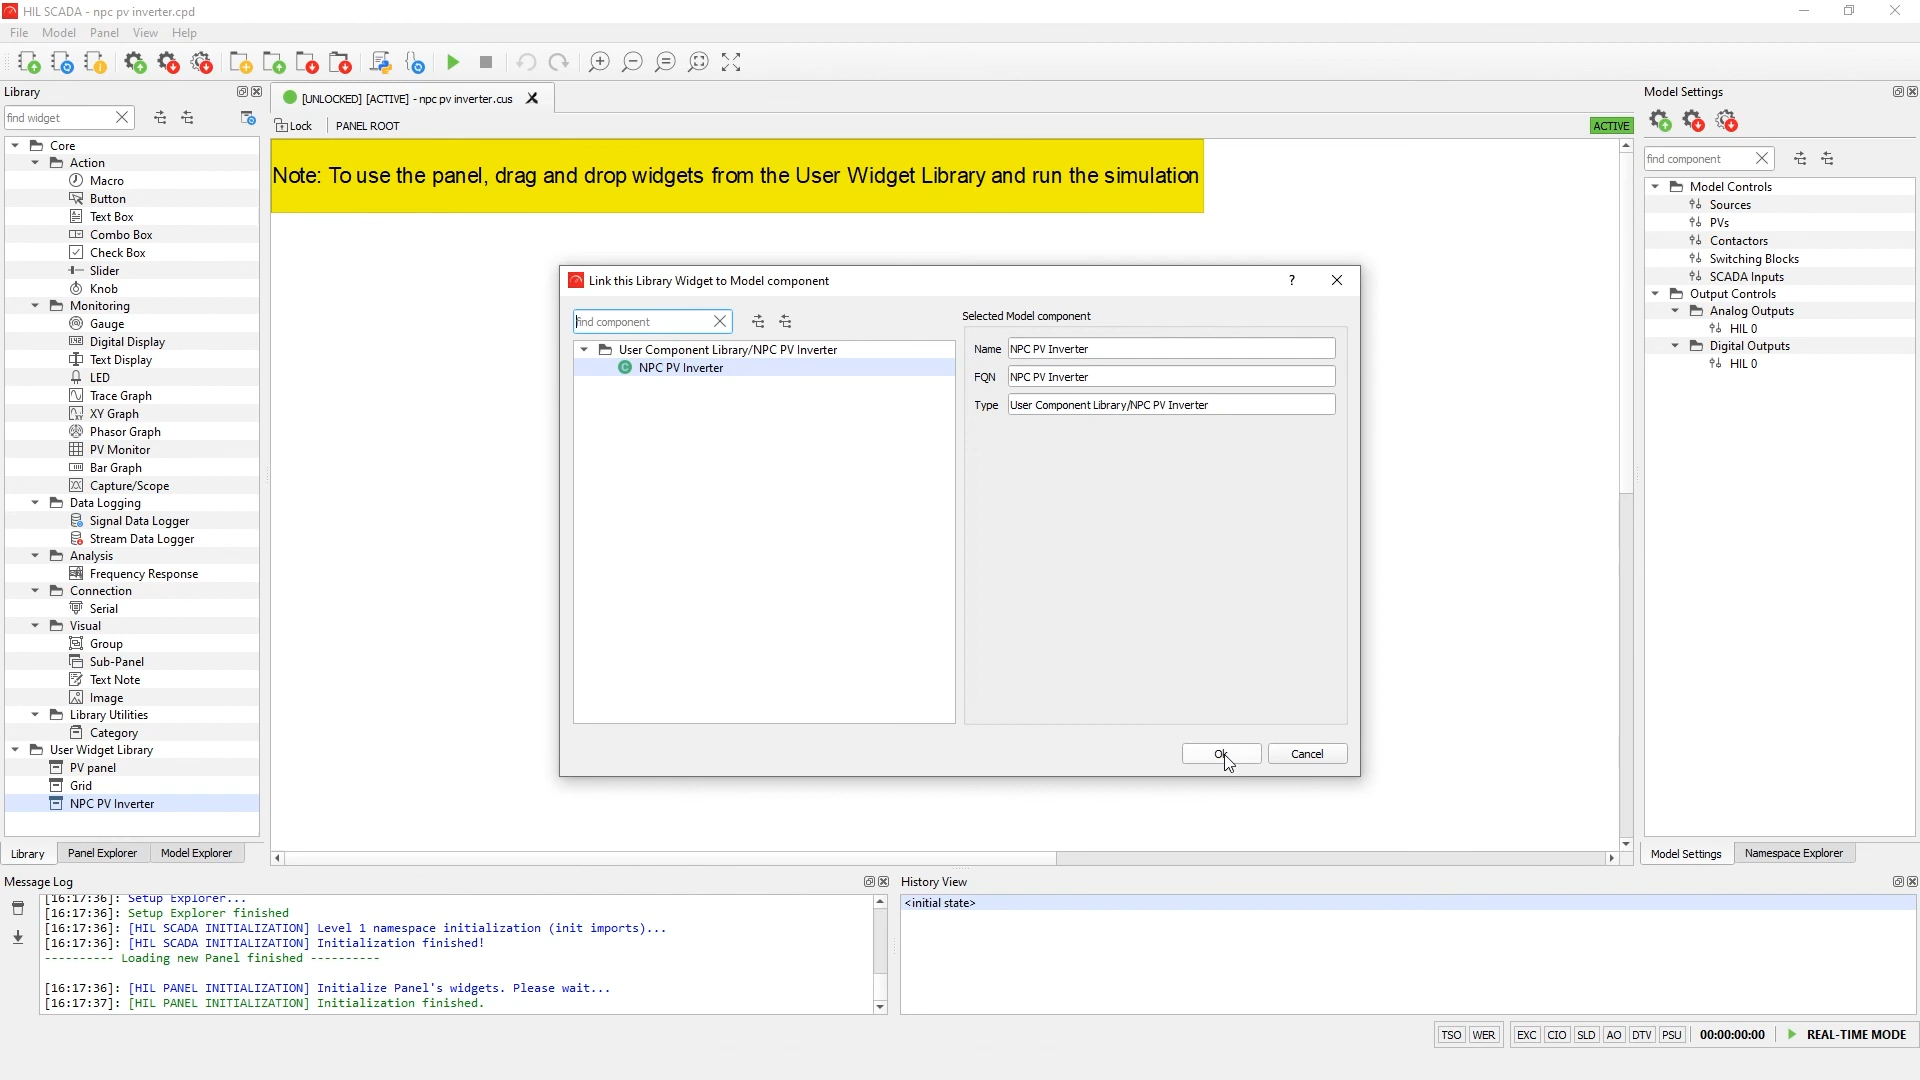 HIL SCADA - npc pv inverter.cpd
File Model Panel View Help
Library
find widget
Core
Action
Macro
Button
Text Box
Combo Box
Check Box
Slider
Knob
Monitoring
Gauge
Digital Display
Text Display
LED
Trace Graph
XY Graph
Phasor Graph
PV Monitor
Bar Graph
Capture/Scope
Data Logging
Signal Data Logger
Stream Data Logger
Analysis
Frequency Response
Connection
Serial
Visual
Group
Sub-Panel
Text Note
Image
Library Utilities
Category
User Widget Library
PV panel
Grid
NPC PV Inverter
Library Panel Explorer Model Explorer
[UNLOCKED] [ACTIVE] - npc pv inverter.cus
Lock PANEL ROOT ACTIVE
Note: To use the panel, drag and drop widgets from the User Widget Library and run the simulation
Link this Library Widget to Model component ?
find component
User Component Library/NPC PV Inverter
NPC PV Inverter
Selected Model component
Name NPC PV Inverter
FQN NPC PV Inverter
Type User Component Library/NPC PV Inverter
Ok Cancel
Model Settings
find component
Model Controls
Sources
PVs
Contactors
Switching Blocks
SCADA Inputs
Output Controls
Analog Outputs
HIL 0
Digital Outputs
HIL 0
Model Settings Namespace Explorer
Message Log
[16:17:36]: Setup Explorer...
[16:17:36]: Setup Explorer finished
[16:17:36]: [HIL SCADA INITIALIZATION] Level 1 namespace initialization (init imports)...
[16:17:36]: [HIL SCADA INITIALIZATION] Initialization finished!
---------- Loading new Panel finished ----------
[16:17:36]: [HIL PANEL INITIALIZATION] Initialize Panel's widgets. Please wait...
[16:17:37]: [HIL PANEL INITIALIZATION] Initialization finished.
History View
<initial state>
TSO WER EXC CIO SLD AO DTV PSU 00:00:00:00 REAL-TIME MODE